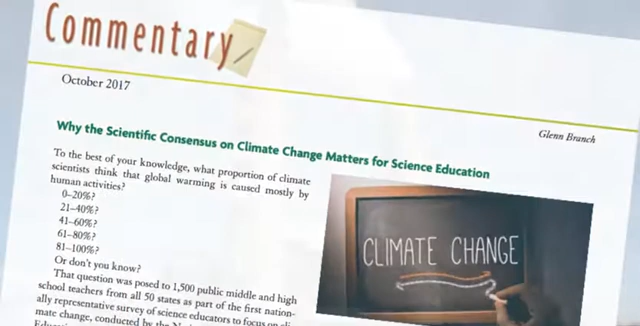 Commentary
October 2017
Glenn Branch
Why the Scientific Consensus on Climate Change Matters for Science Education
To the best of your knowledge, what proportion of climate
scientists think that global warming is caused mostly by
human activities?
0–20%?
21–40%?
41–60%?
61–80%?
81–100%?
Or don't you know?
That question was posed to 1,500 public middle and high
school teachers from all 50 states as part of the first nation-
ally representative survey of science educators to focus on cli-
mate change, conducted by the
CLIMATE CHANGE